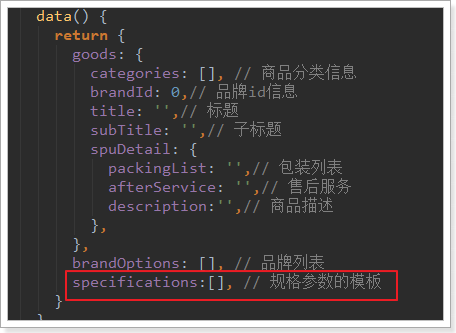 data() {
return {
goods: {
categories: [], // 商品分类信息
brandId: 0,// 品牌id信息
title: '',// 标题
subTitle: '',// 子标题
spuDetail: {
packingList: '',// 包装列表
afterService: '',// 售后服务
description:'',// 商品描述
},
},
brandOptions: [], // 品牌列表
specifications:[], // 规格参数的模板
}
}